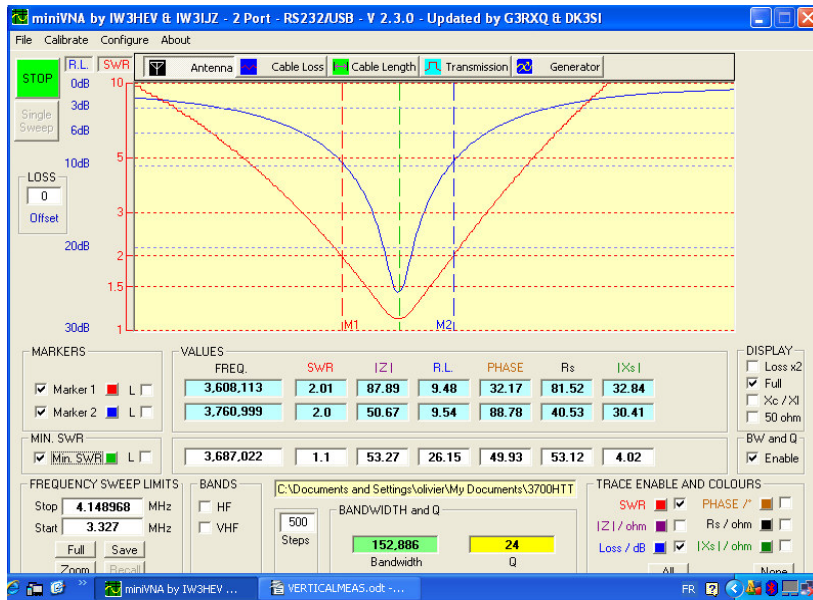 miniVNA by IW3HEV & IW3IJZ - 2 Port - RS232/USB - V 2.3.0 - Updated by G3RXQ & DK3SI
File Calibrate Configure About
STOP
Single Sweep
R.L. SWR
Antenna Cable Loss Cable Length Transmission Generator
0dB 10
3dB
6dB
10dB 5
3
20dB 2
1.5
30dB 1
LOSS
0
Offset
M1 M2
MARKERS
Marker 1 L
Marker 2 L
VALUES
FREQ. SWR |Z| R.L. PHASE Rs |Xs|
3,608,113 2.01 87.89 9.48 32.17 81.52 32.84
3,760,999 2.0 50.67 9.54 88.78 40.53 30.41
MIN. SWR
Min. SWR L
3,687,022 1.1 53.27 26.15 49.93 53.12 4.02
DISPLAY
Loss x2
Full
Xc / Xl
50 ohm
BW and Q
Enable
FREQUENCY SWEEP LIMITS
Stop 4.148968 MHz
Start 3.327 MHz
Full Save
Zoom Recall
BANDS
HF
VHF
C:\Documents and Settings\olivier\My Documents\3700HTT
500
Steps
BANDWIDTH and Q
152,886 24
Bandwidth Q
TRACE ENABLE AND COLOURS
SWR PHASE /°
|Z| / ohm Rs / ohm
Loss / dB |Xs| / ohm
All None
miniVNA by IW3HEV ... VERTICALMEAS.odt -... FR